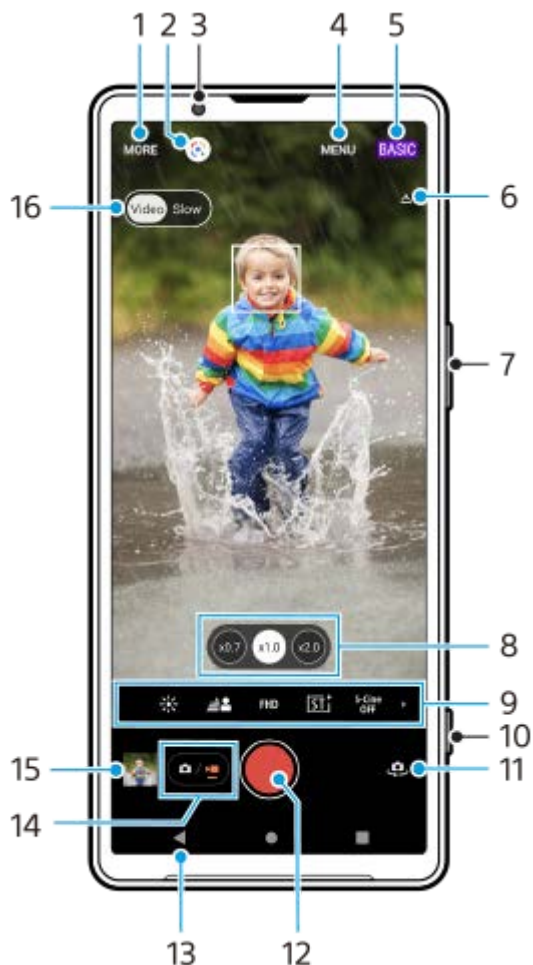 1 2 3 4 5
MORE MENU BASIC
6
16 Video Slow
7
x0.7 x1.0 x2.0 8
FHD ST+ S-Cine OFF 9
10
15 11
14
13 12